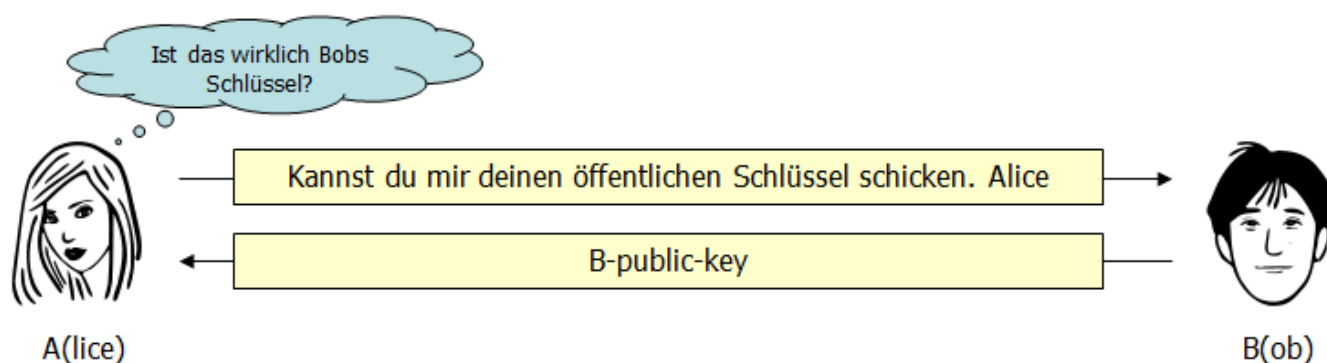 Ist das wirklich Bobs
Schlüssel?
Kannst du mir deinen öffentlichen Schlüssel schicken. Alice
B-public-key
A(lice)
B(ob)